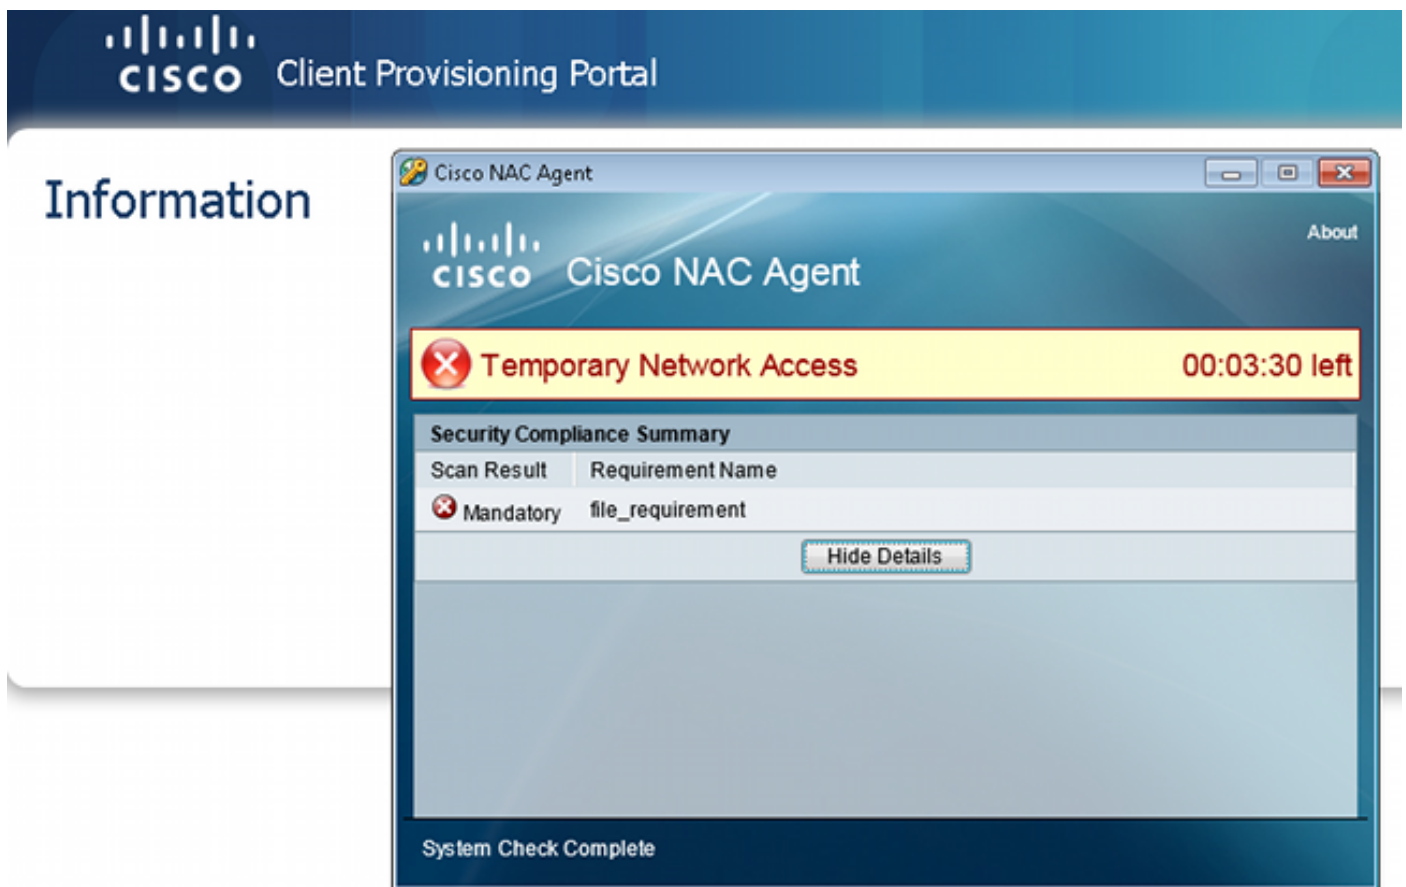 CISCO Client Provisioning Portal
Information
Cisco NAC Agent
About
CISCO Cisco NAC Agent
Temporary Network Access 00:03:30 left
Security Compliance Summary
Scan Result Requirement Name
Mandatory file_requirement
Hide Details
System Check Complete